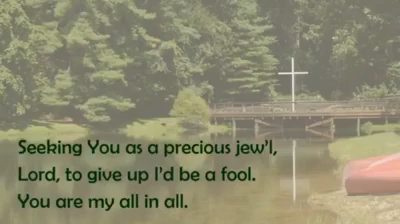 Seeking You as a precious jew'l,
Lord, to give up I'd be a fool.
You are my all in all.